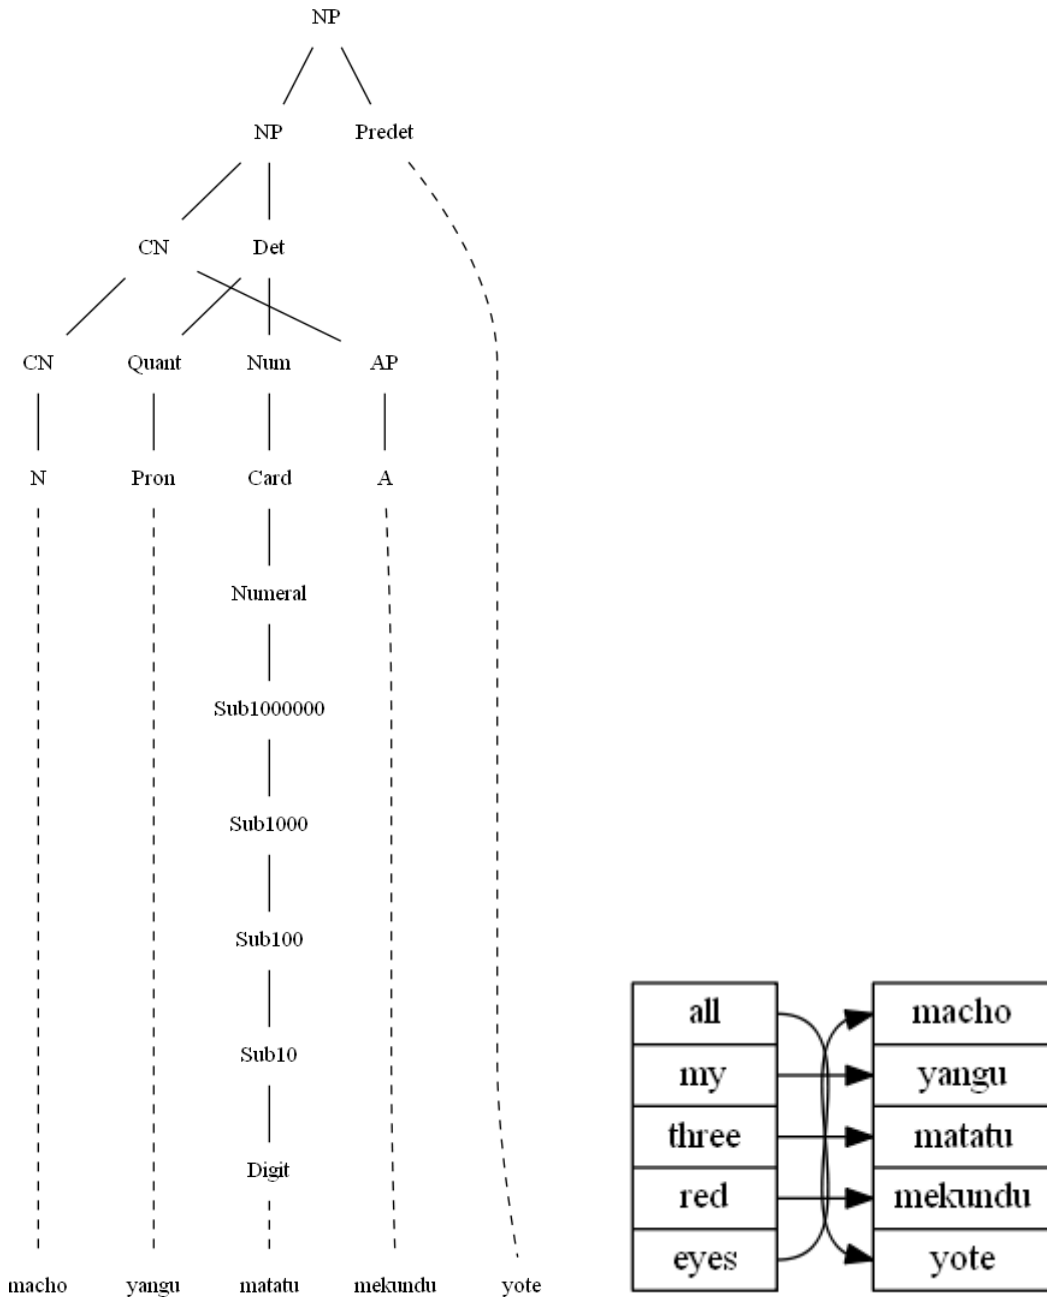 NP
NP Predet
CN Det
CN Quant Num AP
N Pron Card A
Numeral
Sub1000000
Sub1000
Sub100
Sub10
Digit
macho yangu matatu mekundu yote
all macho
my yangu
three matatu
red mekundu
eyes yote